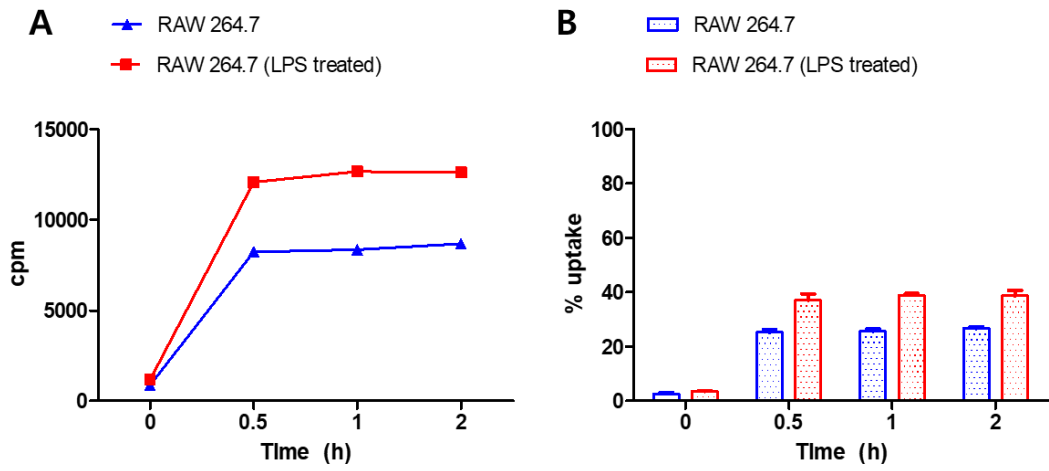 A
RAW 264.7
RAW 264.7 (LPS treated)
15000
10000
5000
0
cpm
0 0.5 1 2
TIme (h)
B
RAW 264.7
RAW 264.7 (LPS treated)
100
80
60
40
20
0
% uptake
0 0.5 1 2
TIme (h)